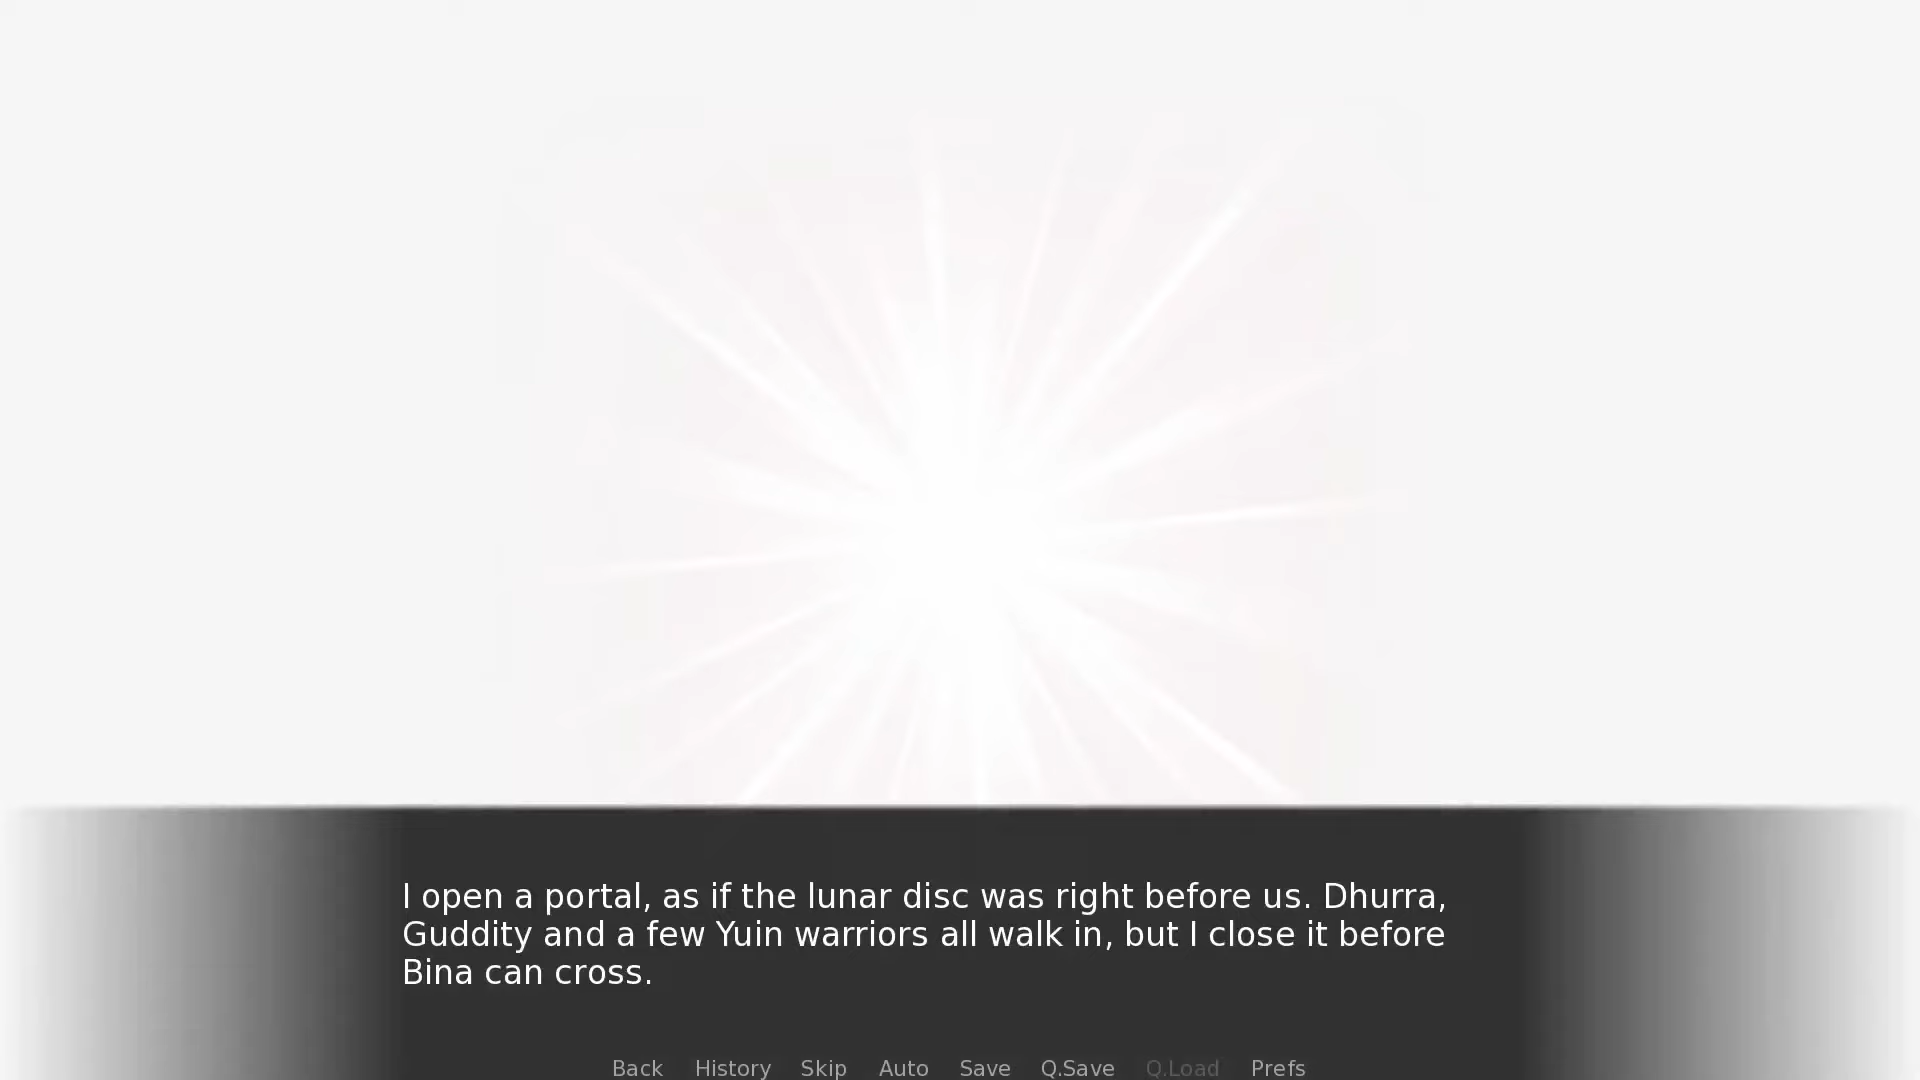 I open a portal, as if the lunar disc was right before us. Dhurra,
Guddity and a few Yuin warriors all walk in, but I close it before
Bina can cross.
Back History Skip Auto Save Q.Save Q.Load Prefs